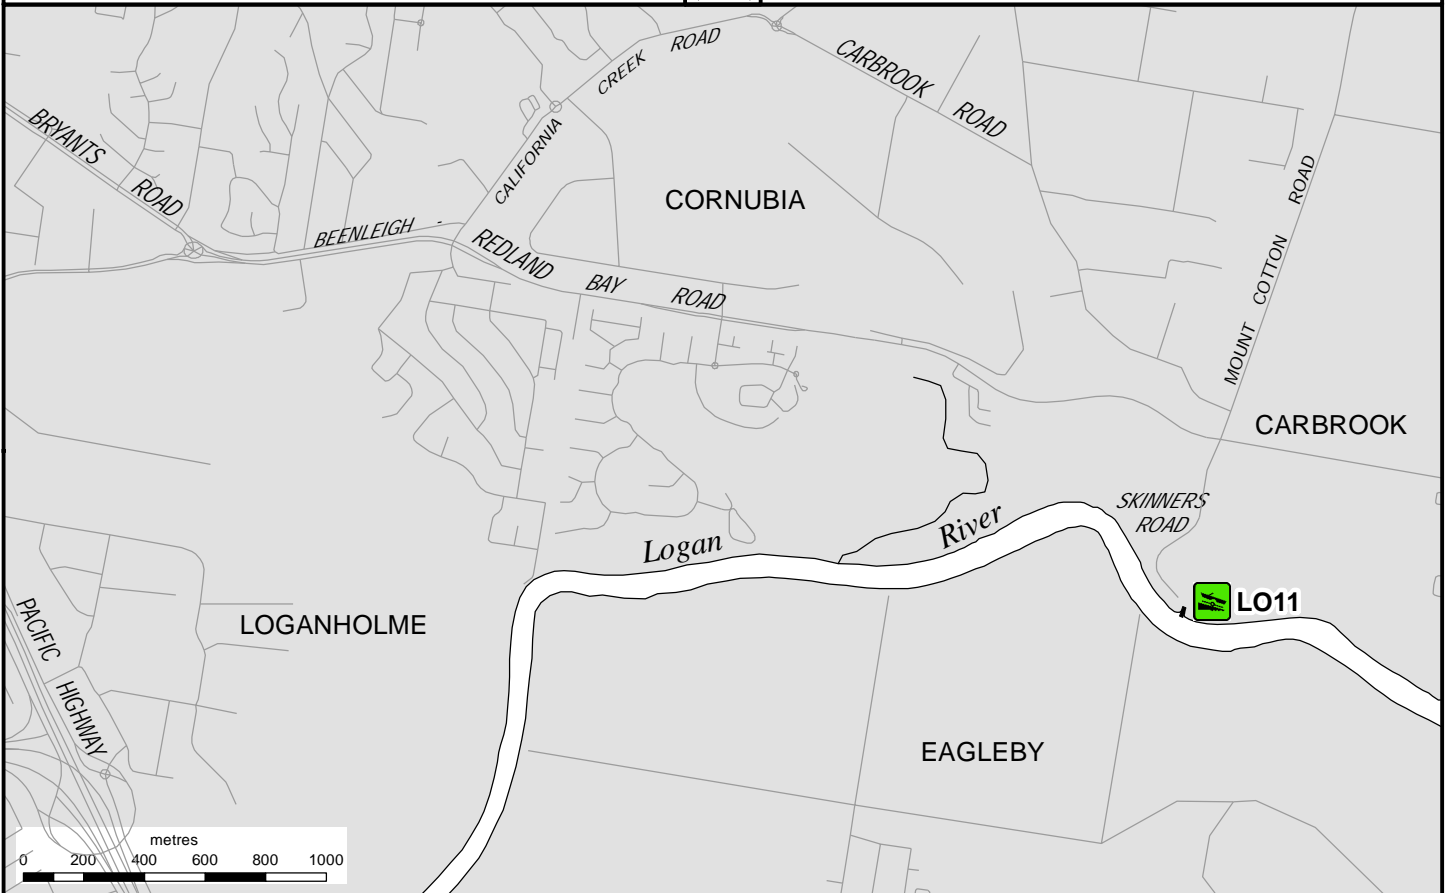 CREEK ROAD
CARBROOK ROAD
BRYANTS ROAD
CALIFORNIA
MOUNT COTTON ROAD
CORNUBIA
BEENLEIGH -
REDLAND BAY ROAD
CARBROOK
SKINNERS
ROAD
Logan River
LO11
LOGANHOLME
PACIFIC HIGHWAY
EAGLEBY
metres
0 200 400 600 800 1000